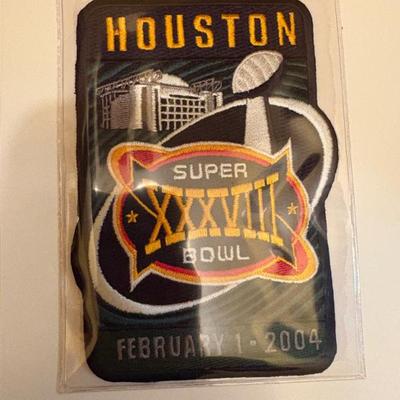 HOUSTON
SUPER
XXXVIII
BOWL
FEBRUARY 1 - 2004